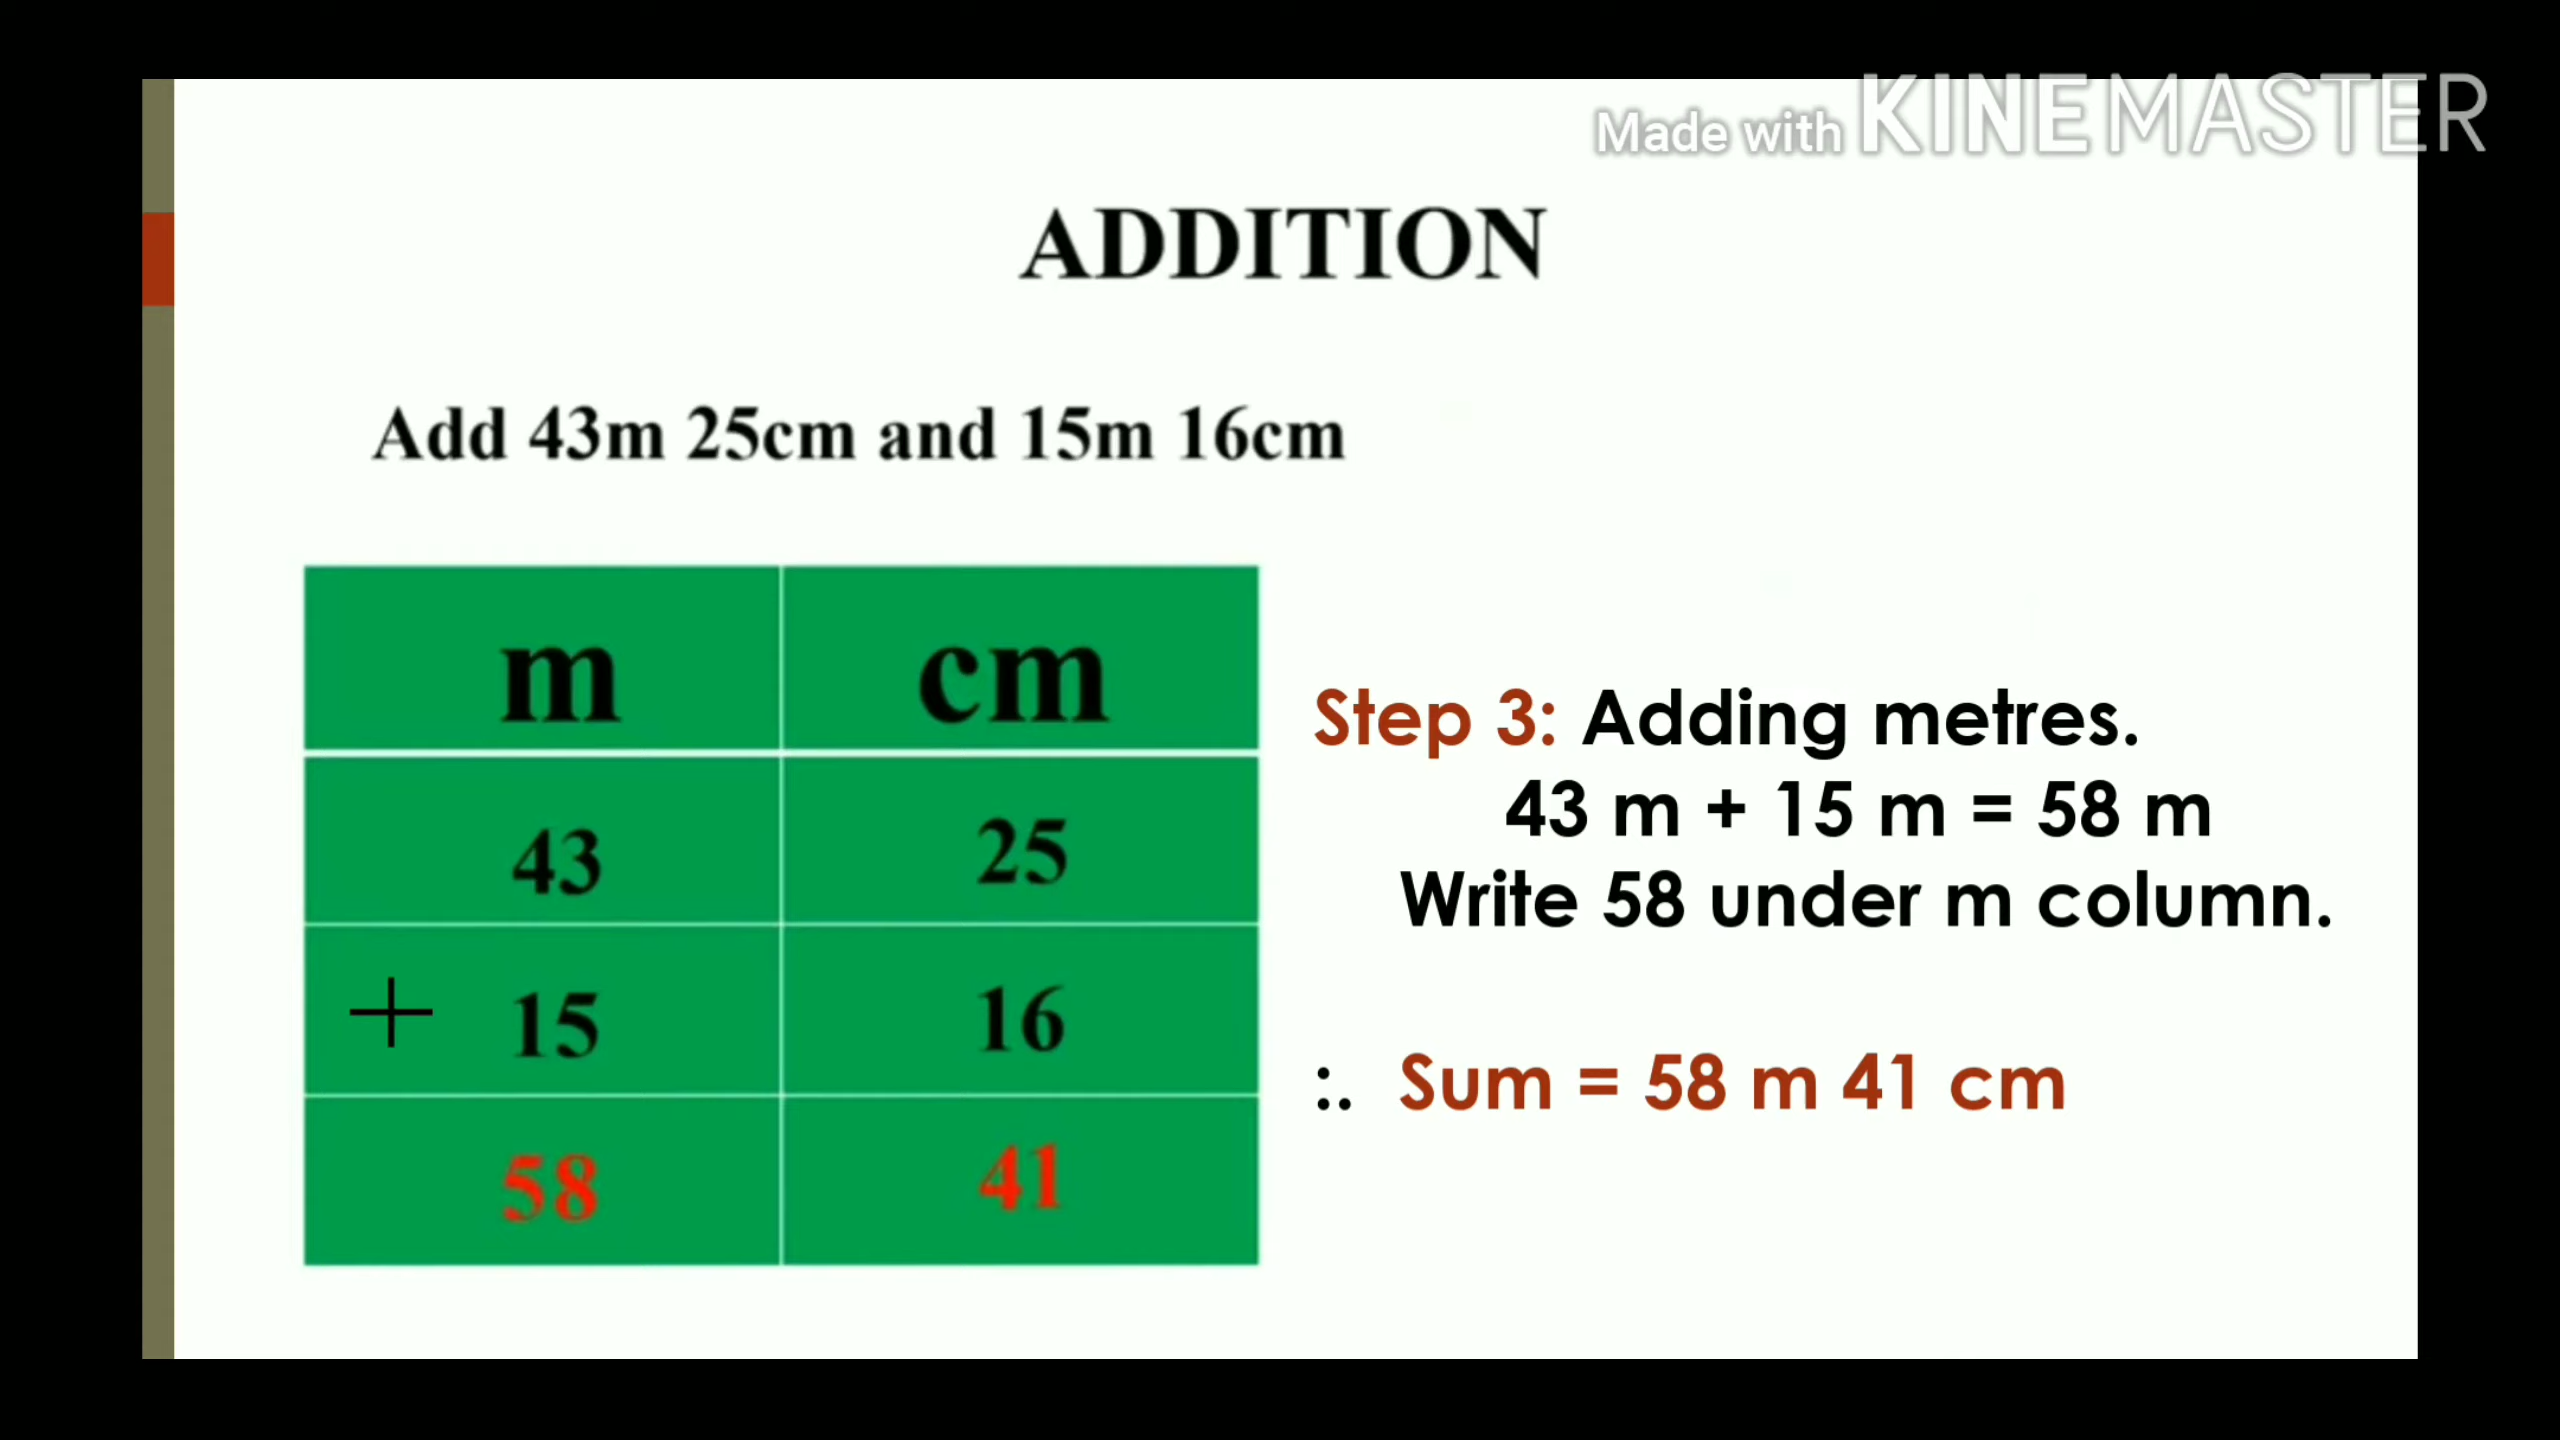 Made with KINEMASTER
ADDITION
Add 43m 25cm and 15m 16cm
m cm
43 25
+ 15 16
58 41
Step 3: Adding metres.
43 m + 15 m = 58 m
Write 58 under m column.
:. Sum = 58 m 41 cm